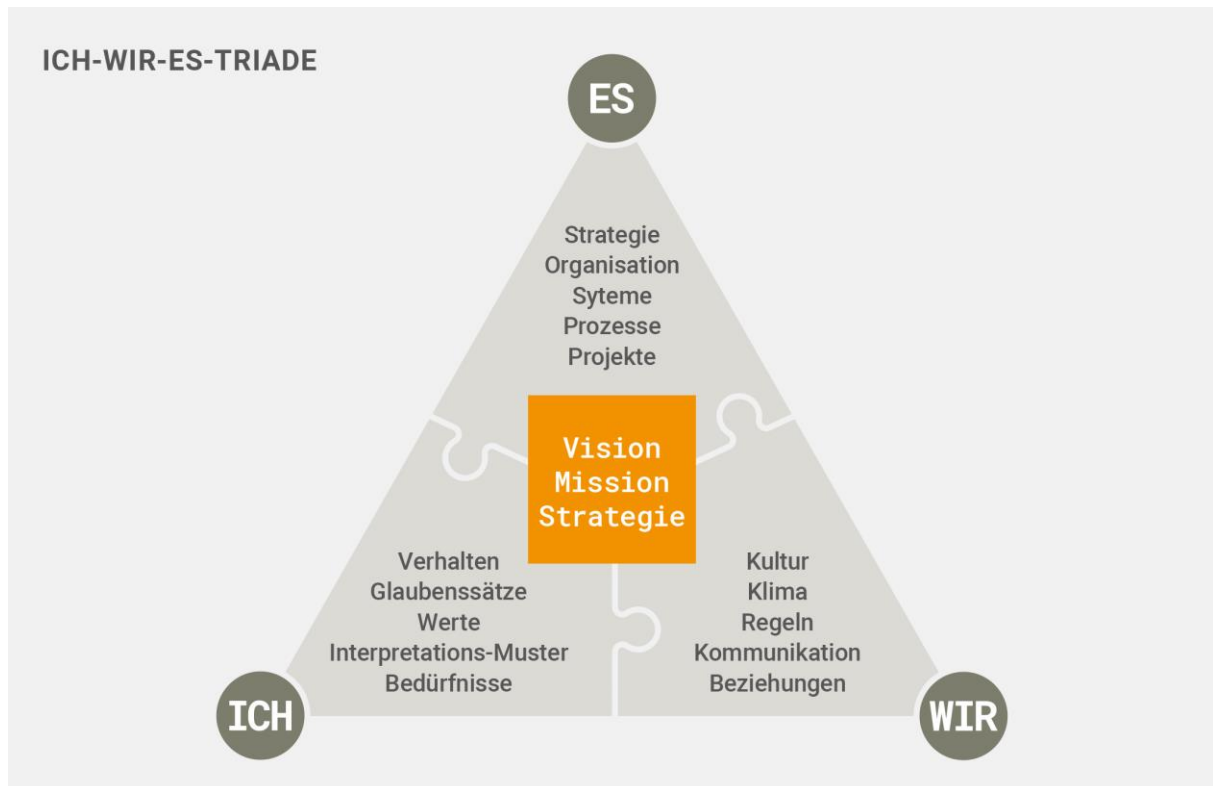 ICH-WIR-ES-TRIADE
ES
Strategie
Organisation
Syteme
Prozesse
Projekte
Vision
Mission
Strategie
Verhalten
Glaubenssätze
Werte
Interpretations-Muster
Bedürfnisse
Kultur
Klima
Regeln
Kommunikation
Beziehungen
ICH
WIR